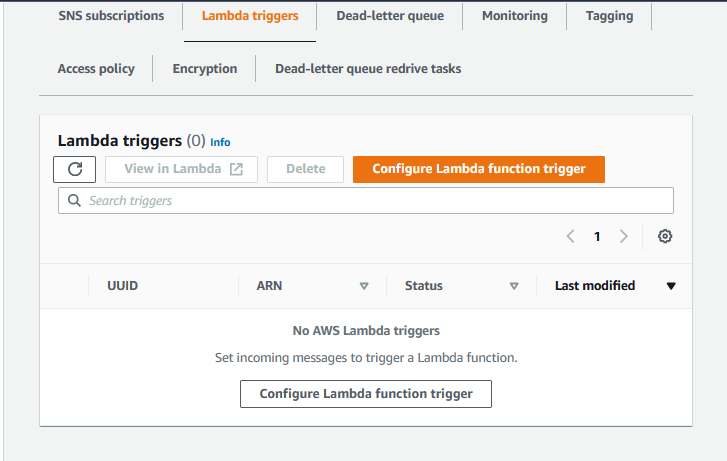 SNS subscriptions Lambda triggers Dead-letter queue Monitoring Tagging
Access policy Encryption Dead-letter queue redrive tasks
Lambda triggers (0) Info
View in Lambda Delete Configure Lambda function trigger
Search triggers
1
UUID ARN Status Last modified
No AWS Lambda triggers
Set incoming messages to trigger a Lambda function.
Configure Lambda function trigger